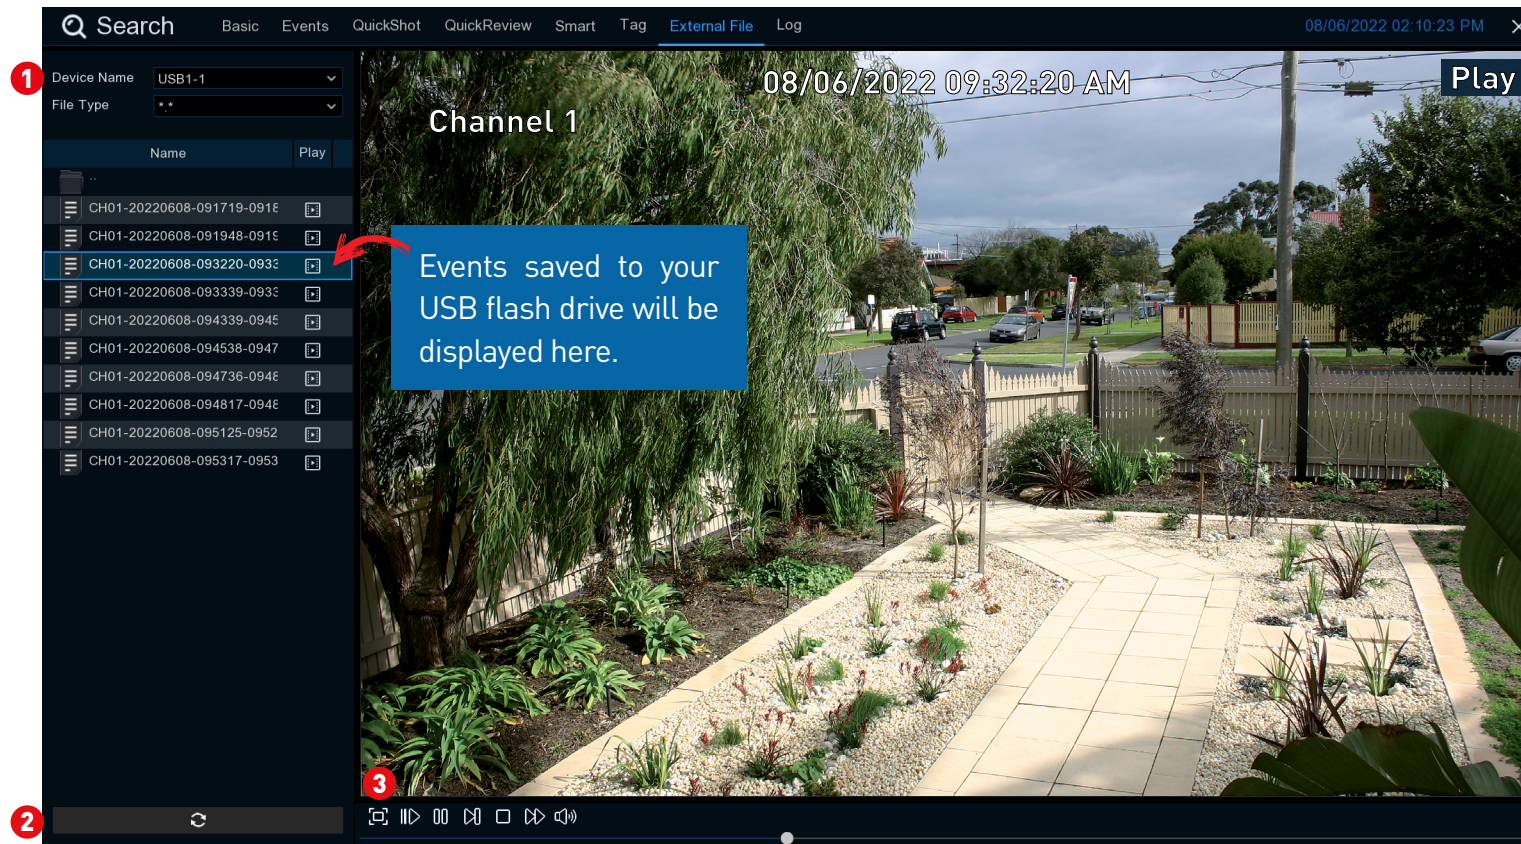 Search Basic Events QuickShot QuickReview Smart Tag External File Log 08/06/2022 02:10:23 PM
1 Device Name USB1-1
File Type *.*
Name Play
..
CH01-20220608-091719-0918
CH01-20220608-091948-0919
CH01-20220608-093220-0933
CH01-20220608-093339-0933
CH01-20220608-094339-0945
CH01-20220608-094538-0947
CH01-20220608-094736-0948
CH01-20220608-094817-0948
CH01-20220608-095125-0952
CH01-20220608-095317-0953
08/06/2022 09:32:20 AM
Play
Channel 1
Events saved to your
USB flash drive will be
displayed here.
3
2